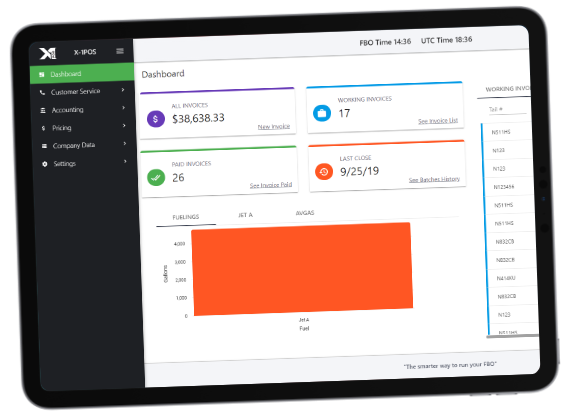 X-1POS
FBO Time 14:36 UTC Time 18:36
Dashboard
Customer Service
Accounting
Pricing
Company Data
Settings
Dashboard
ALL INVOICES
$38,638.33
New Invoice
WORKING INVOICES
17
See Invoice List
PAID INVOICES
26
See Invoice Paid
LAST CLOSE
9/25/19
See Batches History
FUELINGS JET A AVGAS
Gallons
4,000
3,000
2,000
1,000
0
Jet A
Fuel
WORKING INVOI
Tail #
N511HS
N123
N123
N123456
N511HS
N511HS
N832CB
N832CB
N414KU
N832CB
N123
N511HS
"The smarter way to run your FBO"